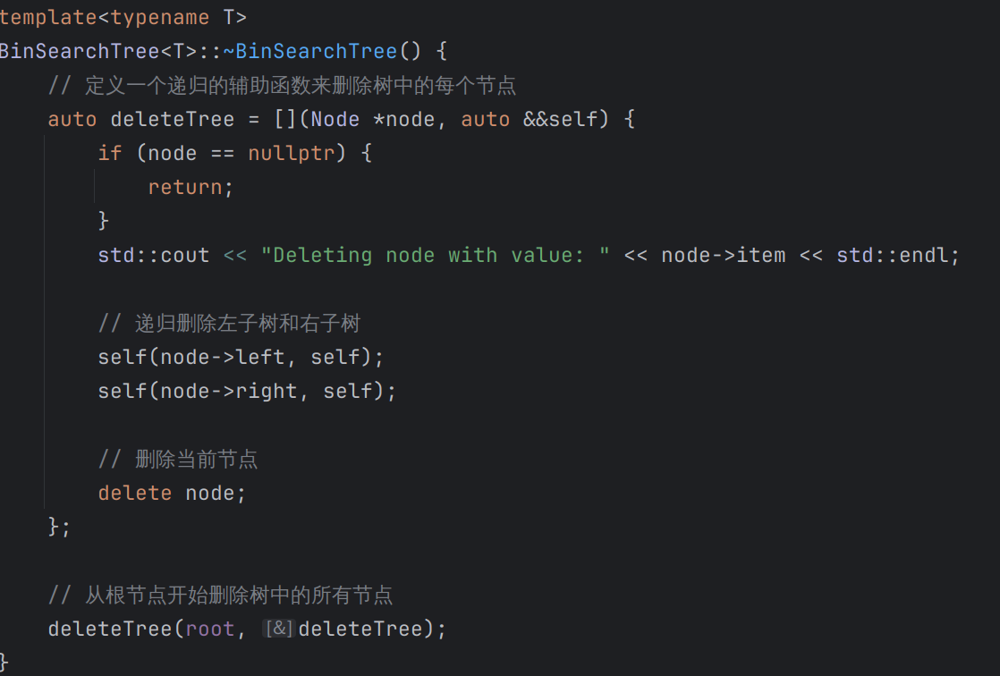 template<typename T>
BinSearchTree<T>::~BinSearchTree() {
    // 定义一个递归的辅助函数来删除树中的每个节点
    auto deleteTree = [](Node *node, auto &&self) {
        if (node == nullptr) {
            return;
        }
        std::cout << "Deleting node with value: " << node->item << std::endl;
        // 递归删除左子树和右子树
        self(node->left, self);
        self(node->right, self);
        // 删除当前节点
        delete node;
    };
    // 从根节点开始删除树中的所有节点
    deleteTree(root, [&]deleteTree);
}